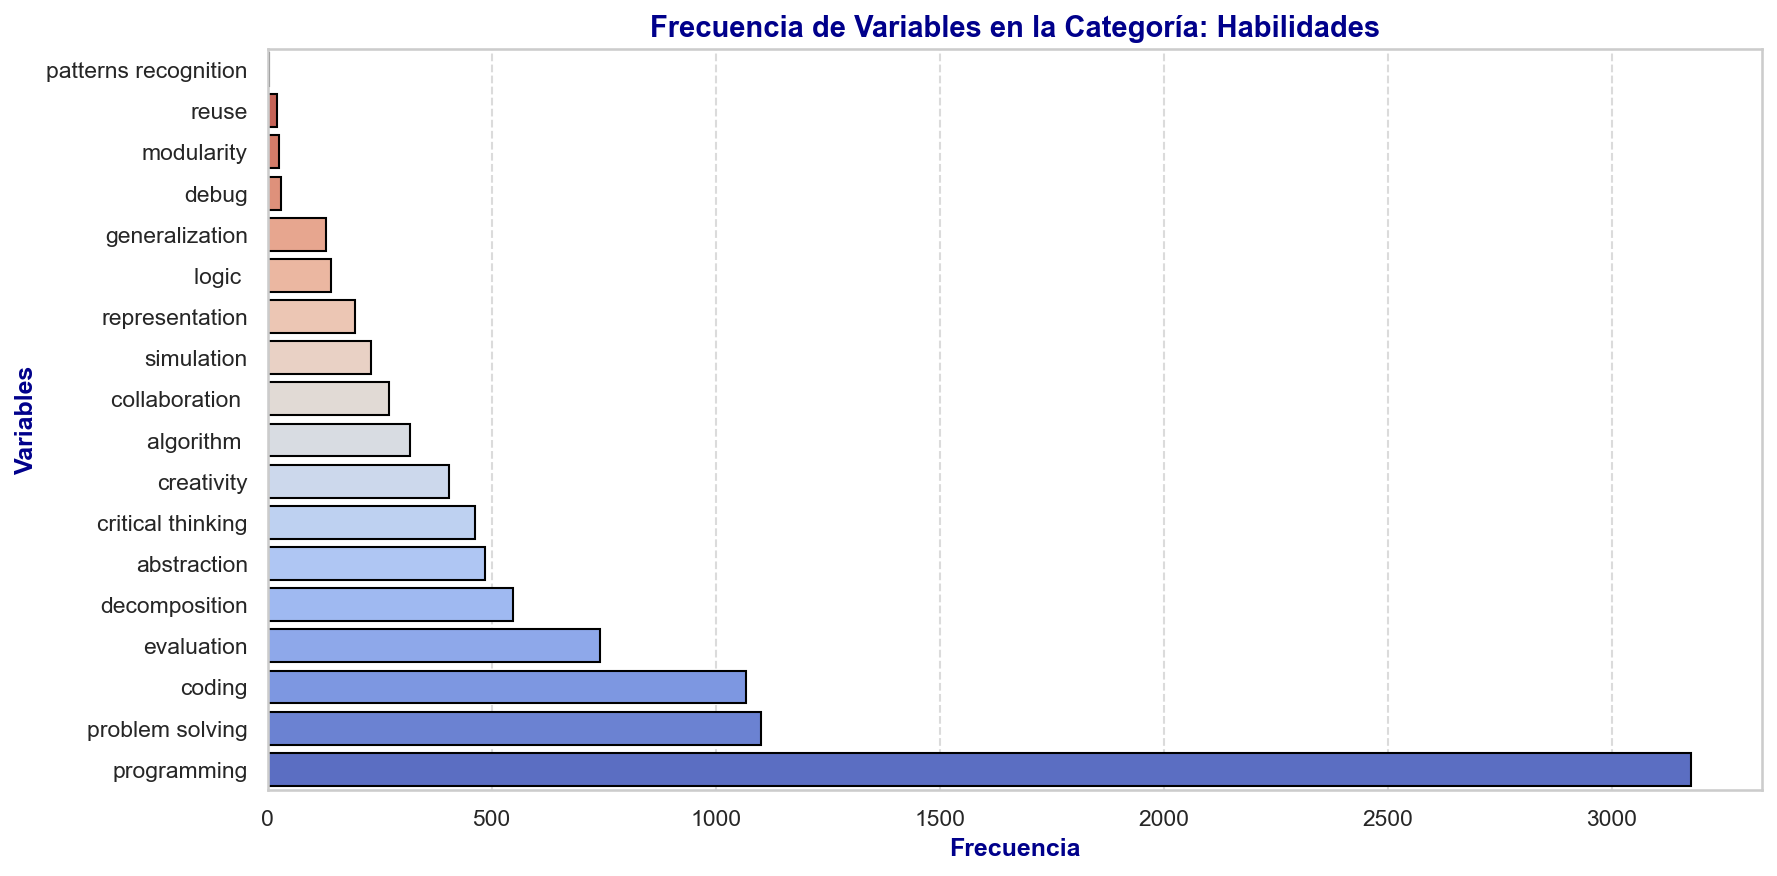 Frecuencia de Variables en la Categoría: Habilidades
patterns recognition
reuse
modularity
debug
generalization
logic
representation
simulation
collaboration
algorithm
creativity
critical thinking
abstraction
decomposition
evaluation
coding
problem solving
programming
Variables
0 500 1000 1500 2000 2500 3000
Frecuencia